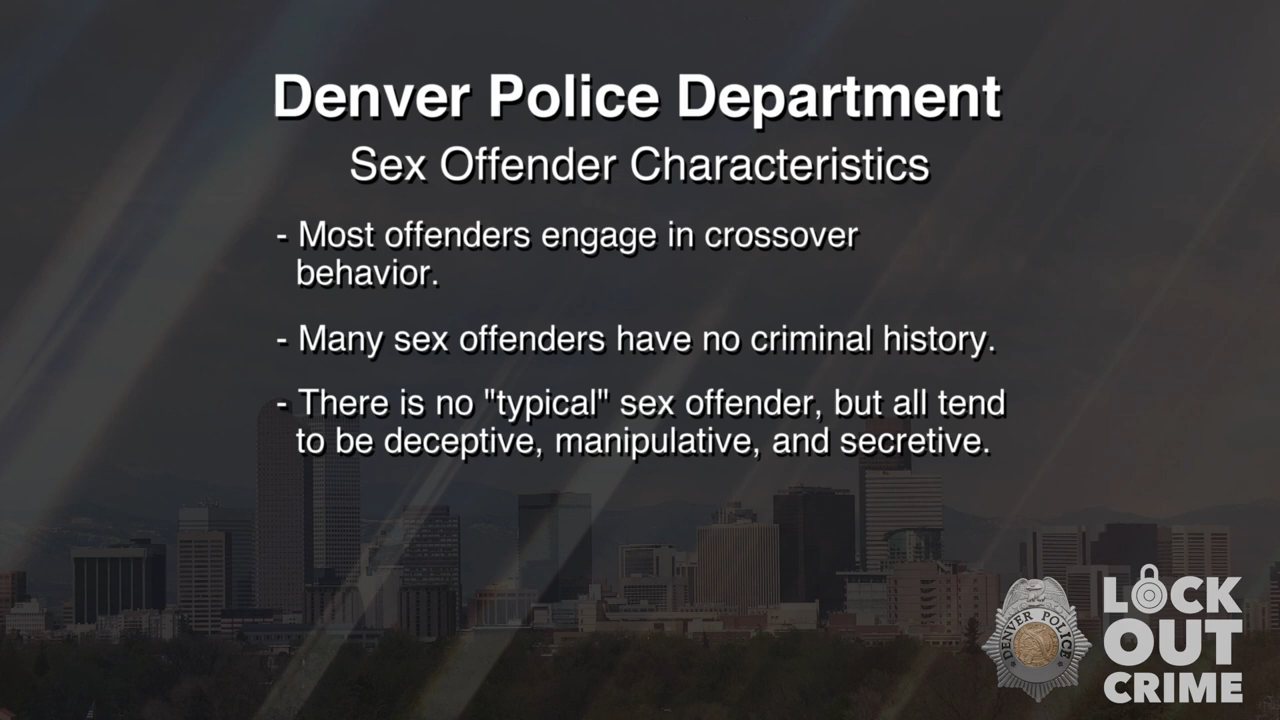 Denver Police Department
Sex Offender Characteristics
- Most offenders engage in crossover
behavior.
- Many sex offenders have no criminal history.
- There is no "typical" sex offender, but all tend
to be deceptive, manipulative, and secretive.
DENVER POLICE
LOCK
OUT
CRIME